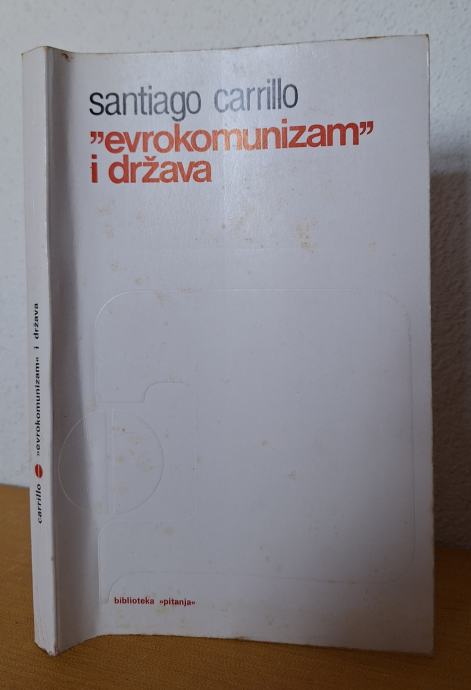 santiago carrillo
”evrokomunizam”
i država
biblioteka »pitanja«
carrillo »evrokomunizam« i država